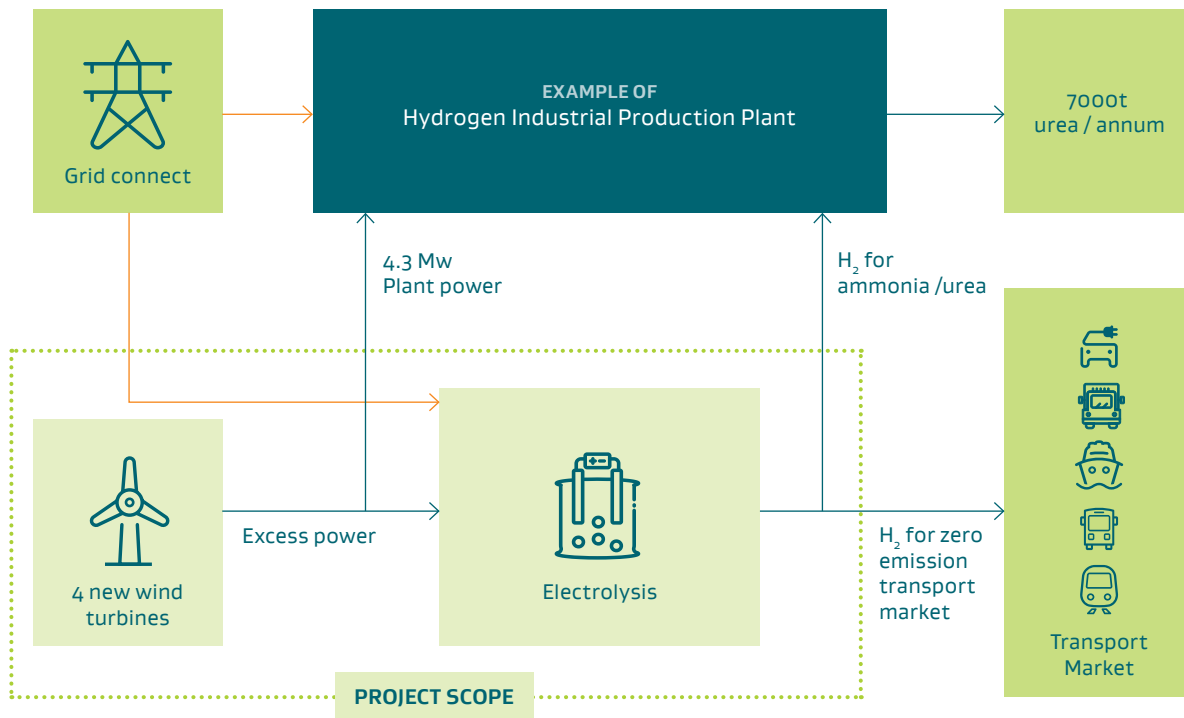 Grid connect
EXAMPLE OF
Hydrogen Industrial Production Plant
7000t
urea / annum
4.3 Mw
Plant power
H₂ for
ammonia /urea
4 new wind
turbines
Excess power
Electrolysis
H₂ for zero
emission
transport
market
Transport
Market
PROJECT SCOPE